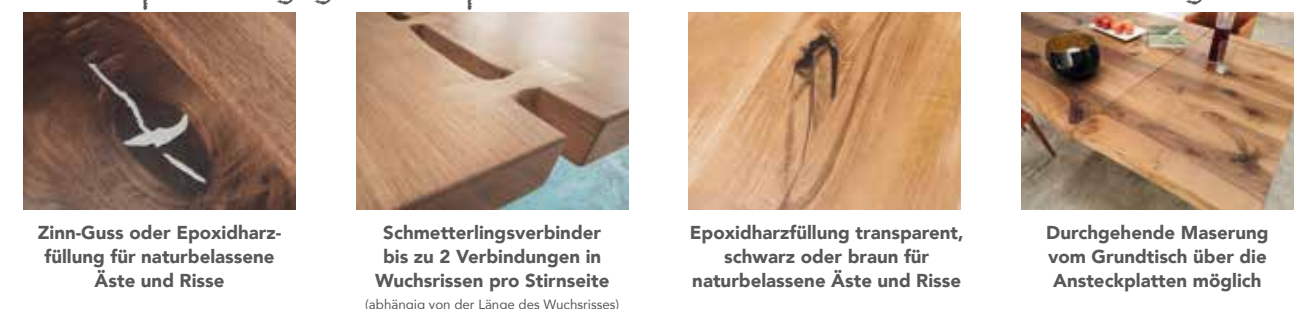 Zinn-Guss oder Epoxidharz-
füllung für naturbelassene
Äste und Risse
Schmetterlingsverbinder
bis zu 2 Verbindungen in
Wuchsrissen pro Stirnseite
(abhängig von der Länge des Wuchsrisses)
Epoxidharzfüllung transparent,
schwarz oder braun für
naturbelassene Äste und Risse
Durchgehende Maserung
vom Grundtisch über die
Ansteckplatten möglich